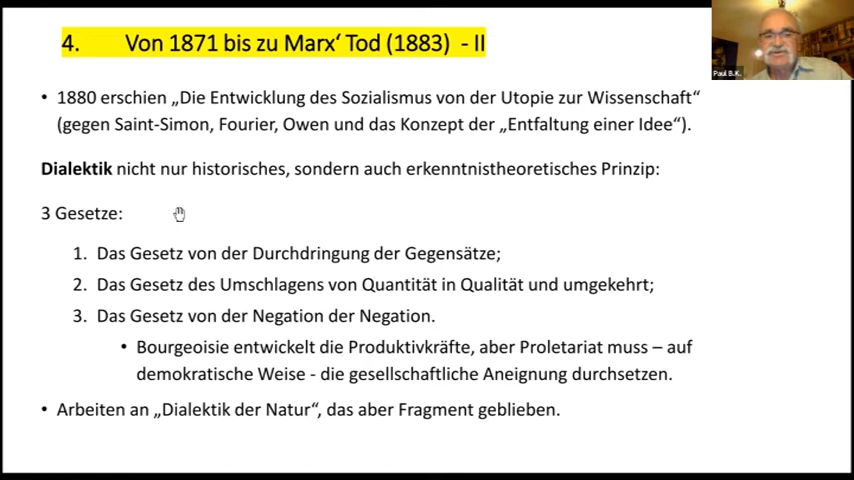 4. Von 1871 bis zu Marx‘ Tod (1883) - II
Paul B.K.
• 1880 erschien „Die Entwicklung des Sozialismus von der Utopie zur Wissenschaft“
(gegen Saint-Simon, Fourier, Owen und das Konzept der „Entfaltung einer Idee“).
Dialektik nicht nur historisches, sondern auch erkenntnistheoretisches Prinzip:
3 Gesetze:
1. Das Gesetz von der Durchdringung der Gegensätze;
2. Das Gesetz des Umschlagens von Quantität in Qualität und umgekehrt;
3. Das Gesetz von der Negation der Negation.
• Bourgeoisie entwickelt die Produktivkräfte, aber Proletariat muss – auf
demokratische Weise - die gesellschaftliche Aneignung durchsetzen.
• Arbeiten an „Dialektik der Natur“, das aber Fragment geblieben.